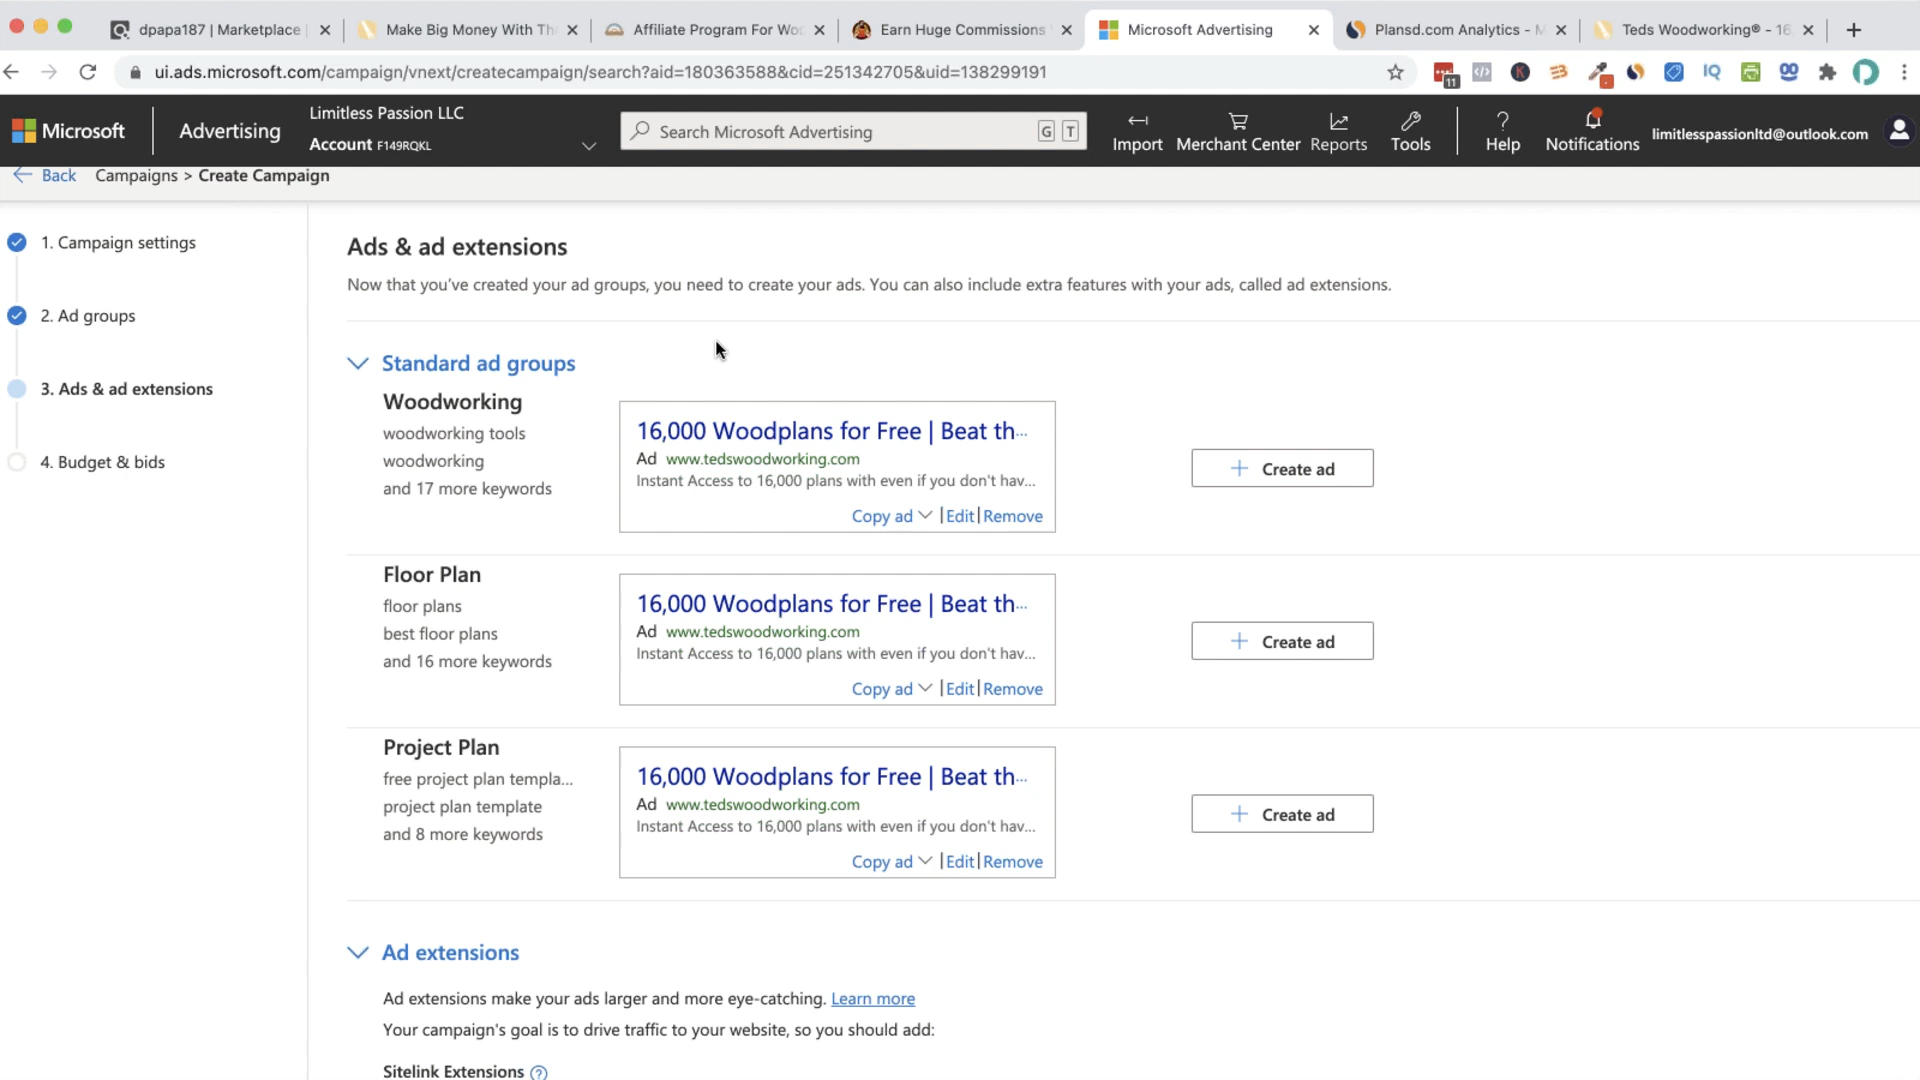 dpapa187 | Marketplace
Make Big Money With Th
Affiliate Program For Woo
Earn Huge Commissions
Microsoft Advertising
Plansd.com Analytics - M
Teds Woodworking® - 16,
ui.ads.microsoft.com/campaign/vnext/createcampaign/search?aid=180363588&cid=251342705&uid=138299191
11
IQ
Microsoft
Advertising
Limitless Passion LLC
Account F149RQKL
Search Microsoft Advertising
G T
Import
Merchant Center
Reports
Tools
Help
Notifications
limitlesspassionltd@outlook.com
Back Campaigns > Create Campaign
1. Campaign settings
2. Ad groups
3. Ads & ad extensions
4. Budget & bids
Ads & ad extensions
Now that you've created your ad groups, you need to create your ads. You can also include extra features with your ads, called ad extensions.
Standard ad groups
Woodworking
woodworking tools
woodworking
and 17 more keywords
16,000 Woodplans for Free | Beat th...
Ad www.tedswoodworking.com
Instant Access to 16,000 plans with even if you don't hav...
Copy ad | Edit | Remove
Create ad
Floor Plan
floor plans
best floor plans
and 16 more keywords
16,000 Woodplans for Free | Beat th...
Ad www.tedswoodworking.com
Instant Access to 16,000 plans with even if you don't hav...
Copy ad | Edit | Remove
Create ad
Project Plan
free project plan templa...
project plan template
and 8 more keywords
16,000 Woodplans for Free | Beat th...
Ad www.tedswoodworking.com
Instant Access to 16,000 plans with even if you don't hav...
Copy ad | Edit | Remove
Create ad
Ad extensions
Ad extensions make your ads larger and more eye-catching. Learn more
Your campaign's goal is to drive traffic to your website, so you should add:
Sitelink Extensions